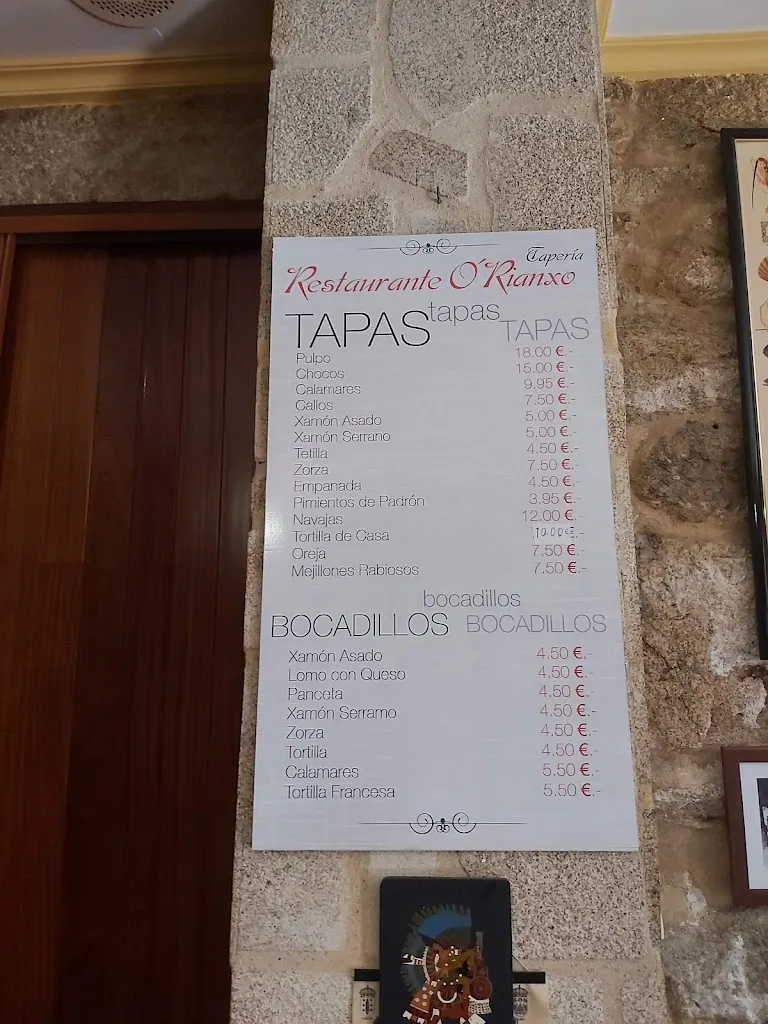 Tapería
Restaurante O´Rianxo
TAPAS tapas TAPAS
Pulpo 18.00 €.-
Chocos 15.00 €.-
Calamares 9.95 €.-
Callos 7.50 €.-
Xamón Asado 5.00 €.-
Xamón Serrano 5.00 €.-
Tetilla 4.50 €.-
Zorza 7.50 €.-
Empanada 4.50 €.-
Pimientos de Padrón 3.95 €.-
Navajas 12.00 €.-
Tortilla de Casa 10.00 €.-
Oreja 7.50 €.-
Mejillones Rabiosos 7.50 €.-
bocadillos
BOCADILLOS BOCADILLOS
Xamón Asado 4.50 €.-
Lomo con Queso 4.50 €.-
Panceta 4.50 €.-
Xamón Serramo 4.50 €.-
Zorza 4.50 €.-
Tortilla 4.50 €.-
Calamares 5.50 €.-
Tortilla Francesa 5.50 €.-